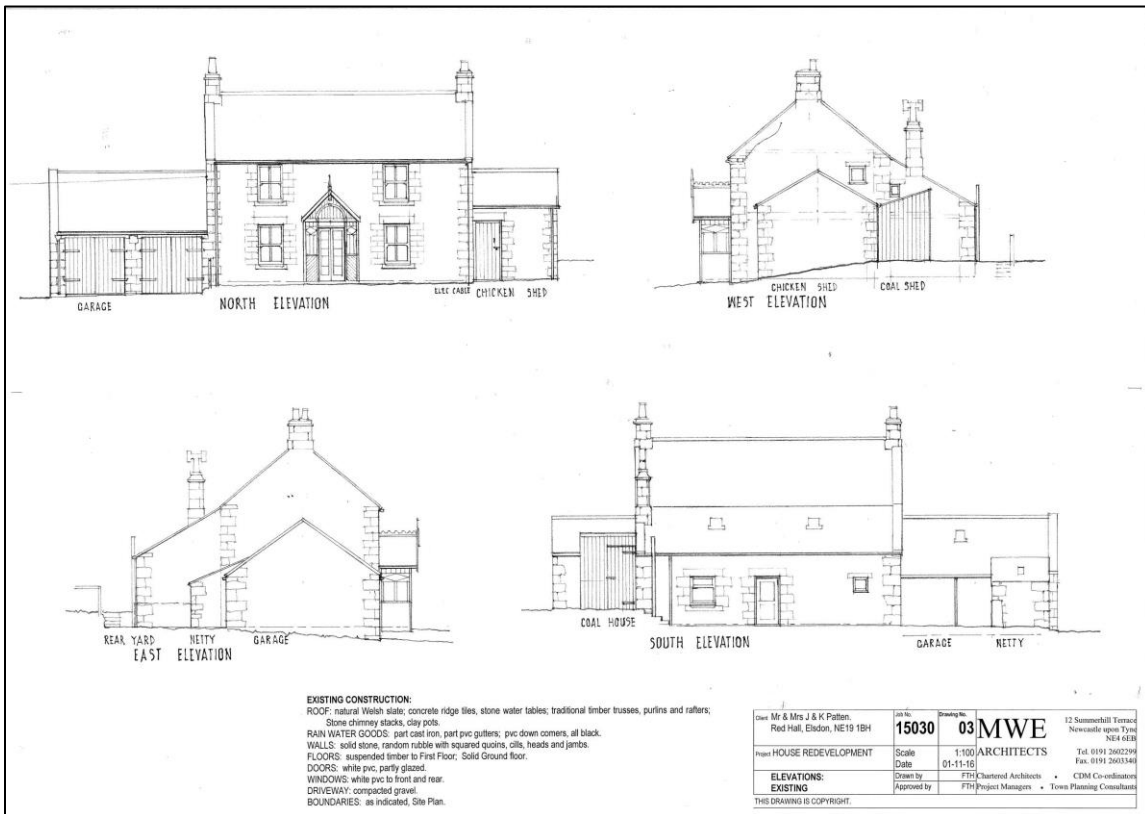 GARAGE
NORTH ELEVATION
ELEC CABLE
CHICKEN SHED
CHICKEN SHED
COAL SHED
WEST ELEVATION
REAR YARD
NETTY
GARAGE
EAST ELEVATION
COAL HOUSE
SOUTH ELEVATION
GARAGE
NETTY
EXISTING CONSTRUCTION:
ROOF: natural Welsh slate; concrete ridge tiles, stone water tables; traditional timber trusses, purlins and rafters;
Stone chimney stacks, clay pots.
RAIN WATER GOODS: part cast iron, part pvc gutters; pvc down comers, all black.
WALLS: solid stone, random rubble with squared quoins, cills, heads and jambs.
FLOORS: suspended timber to First Floor; Solid Ground floor.
DOORS: white pvc, partly glazed.
WINDOWS: white pvc to front and rear.
DRIVEWAY: compacted gravel.
BOUNDARIES: as indicated, Site Plan.
Client Mr & Mrs J & K Patten.
Red Hall, Elsdon, NE19 1BH
Job No.
15030
Drawing No.
03
Project HOUSE REDEVELOPMENT
Scale 1:100
Date 01-11-16
ELEVATIONS:
EXISTING
Drawn by FTH
Approved by FTH
THIS DRAWING IS COPYRIGHT.
MWE
ARCHITECTS
12 Summerhill Terrace
Newcastle upon Tyne
NE4 6EB
Tel. 0191 2602299
Fax. 0191 2603340
Chartered Architects • CDM Co-ordinators
Project Managers • Town Planning Consultants